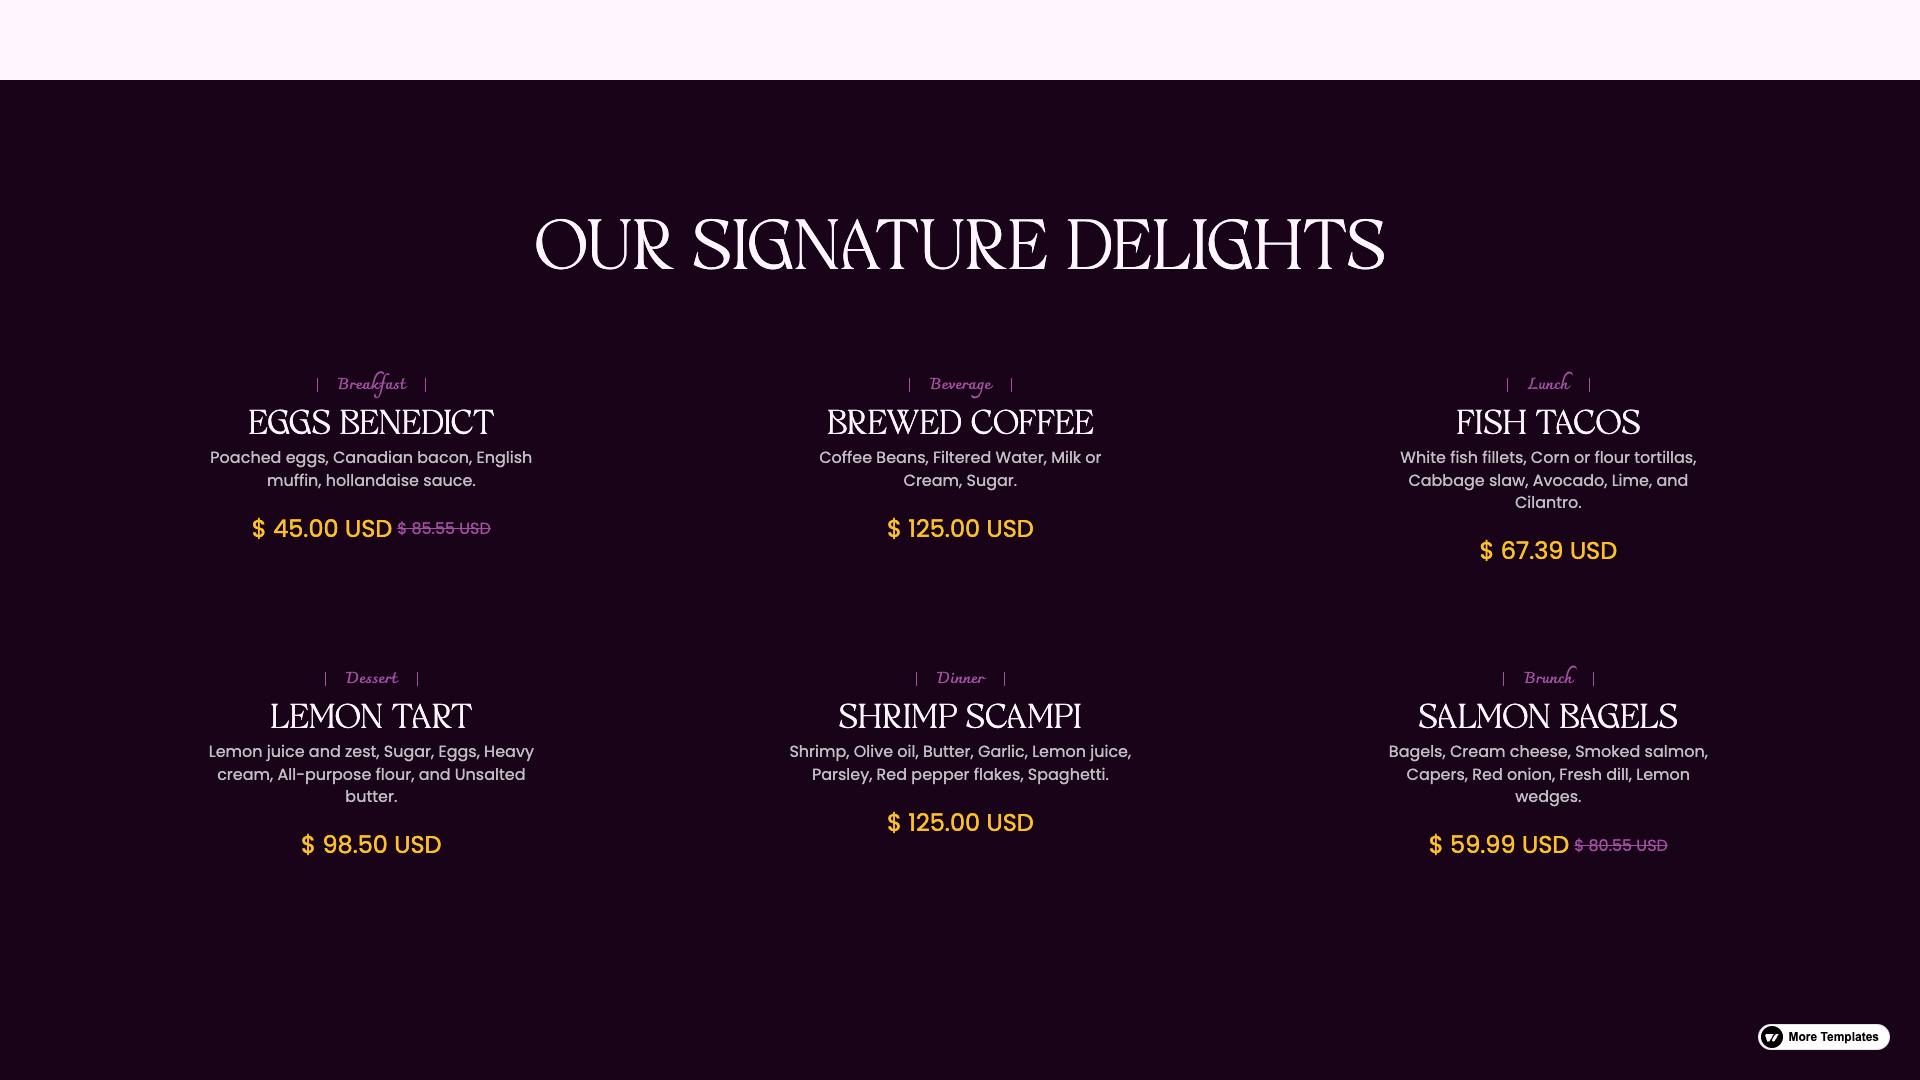 OUR SIGNATURE DELIGHTS
| Breakfast |
EGGS BENEDICT
Poached eggs, Canadian bacon, English
muffin, hollandaise sauce.
$ 45.00 USD $ 85.55 USD
| Beverage |
BREWED COFFEE
Coffee Beans, Filtered Water, Milk or
Cream, Sugar.
$ 125.00 USD
| Lunch |
FISH TACOS
White fish fillets, Corn or flour tortillas,
Cabbage slaw, Avocado, Lime, and
Cilantro.
$ 67.39 USD
| Dessert |
LEMON TART
Lemon juice and zest, Sugar, Eggs, Heavy
cream, All-purpose flour, and Unsalted
butter.
$ 98.50 USD
| Dinner |
SHRIMP SCAMPI
Shrimp, Olive oil, Butter, Garlic, Lemon juice,
Parsley, Red pepper flakes, Spaghetti.
$ 125.00 USD
| Brunch |
SALMON BAGELS
Bagels, Cream cheese, Smoked salmon,
Capers, Red onion, Fresh dill, Lemon
wedges.
$ 59.99 USD $ 80.55 USD
More Templates